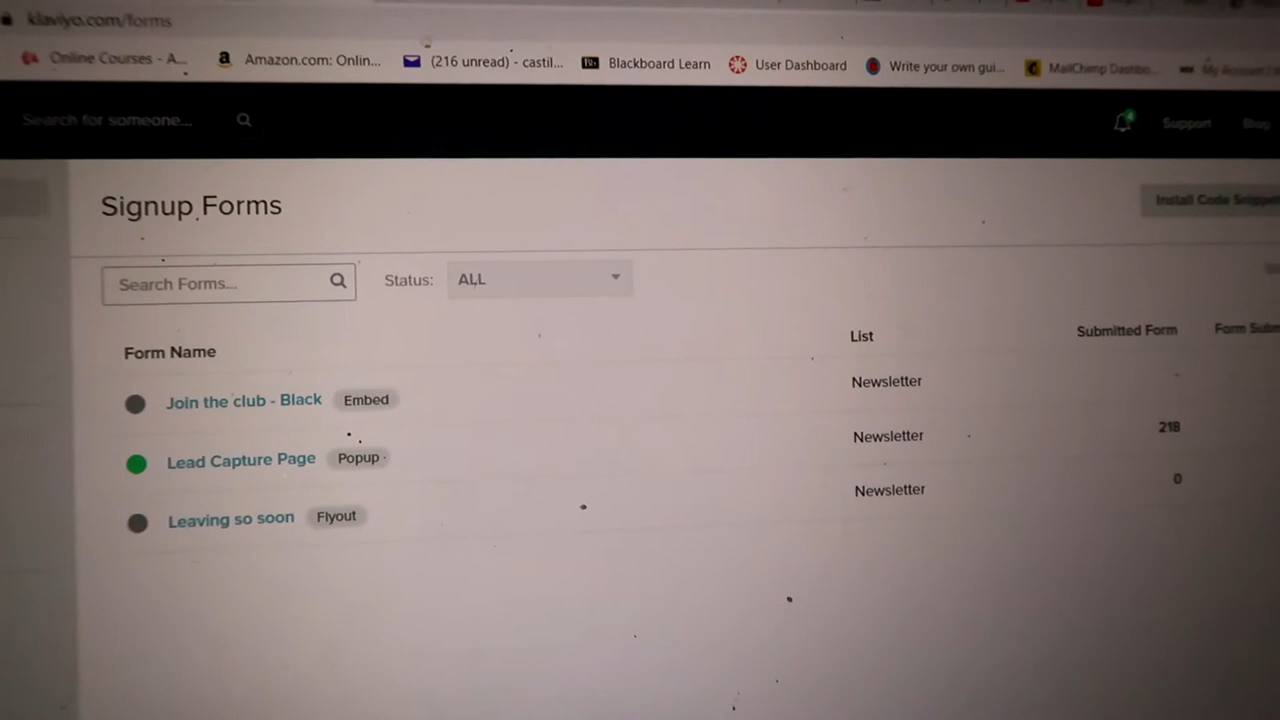 klaviyo.com/forms
Online Courses - A... Amazon.com: Onlin... (216 unread) - castil... Blackboard Learn User Dashboard Write your own gui... MailChimp Dashbo... My Account
Search for someone... 4 Support Blog
Signup Forms Install Code Snippet
Search Forms... Status: ALL
Form Name List Submitted Form Form Subm
Join the club - Black Embed Newsletter -
Lead Capture Page Popup Newsletter 218
Leaving so soon Flyout Newsletter 0